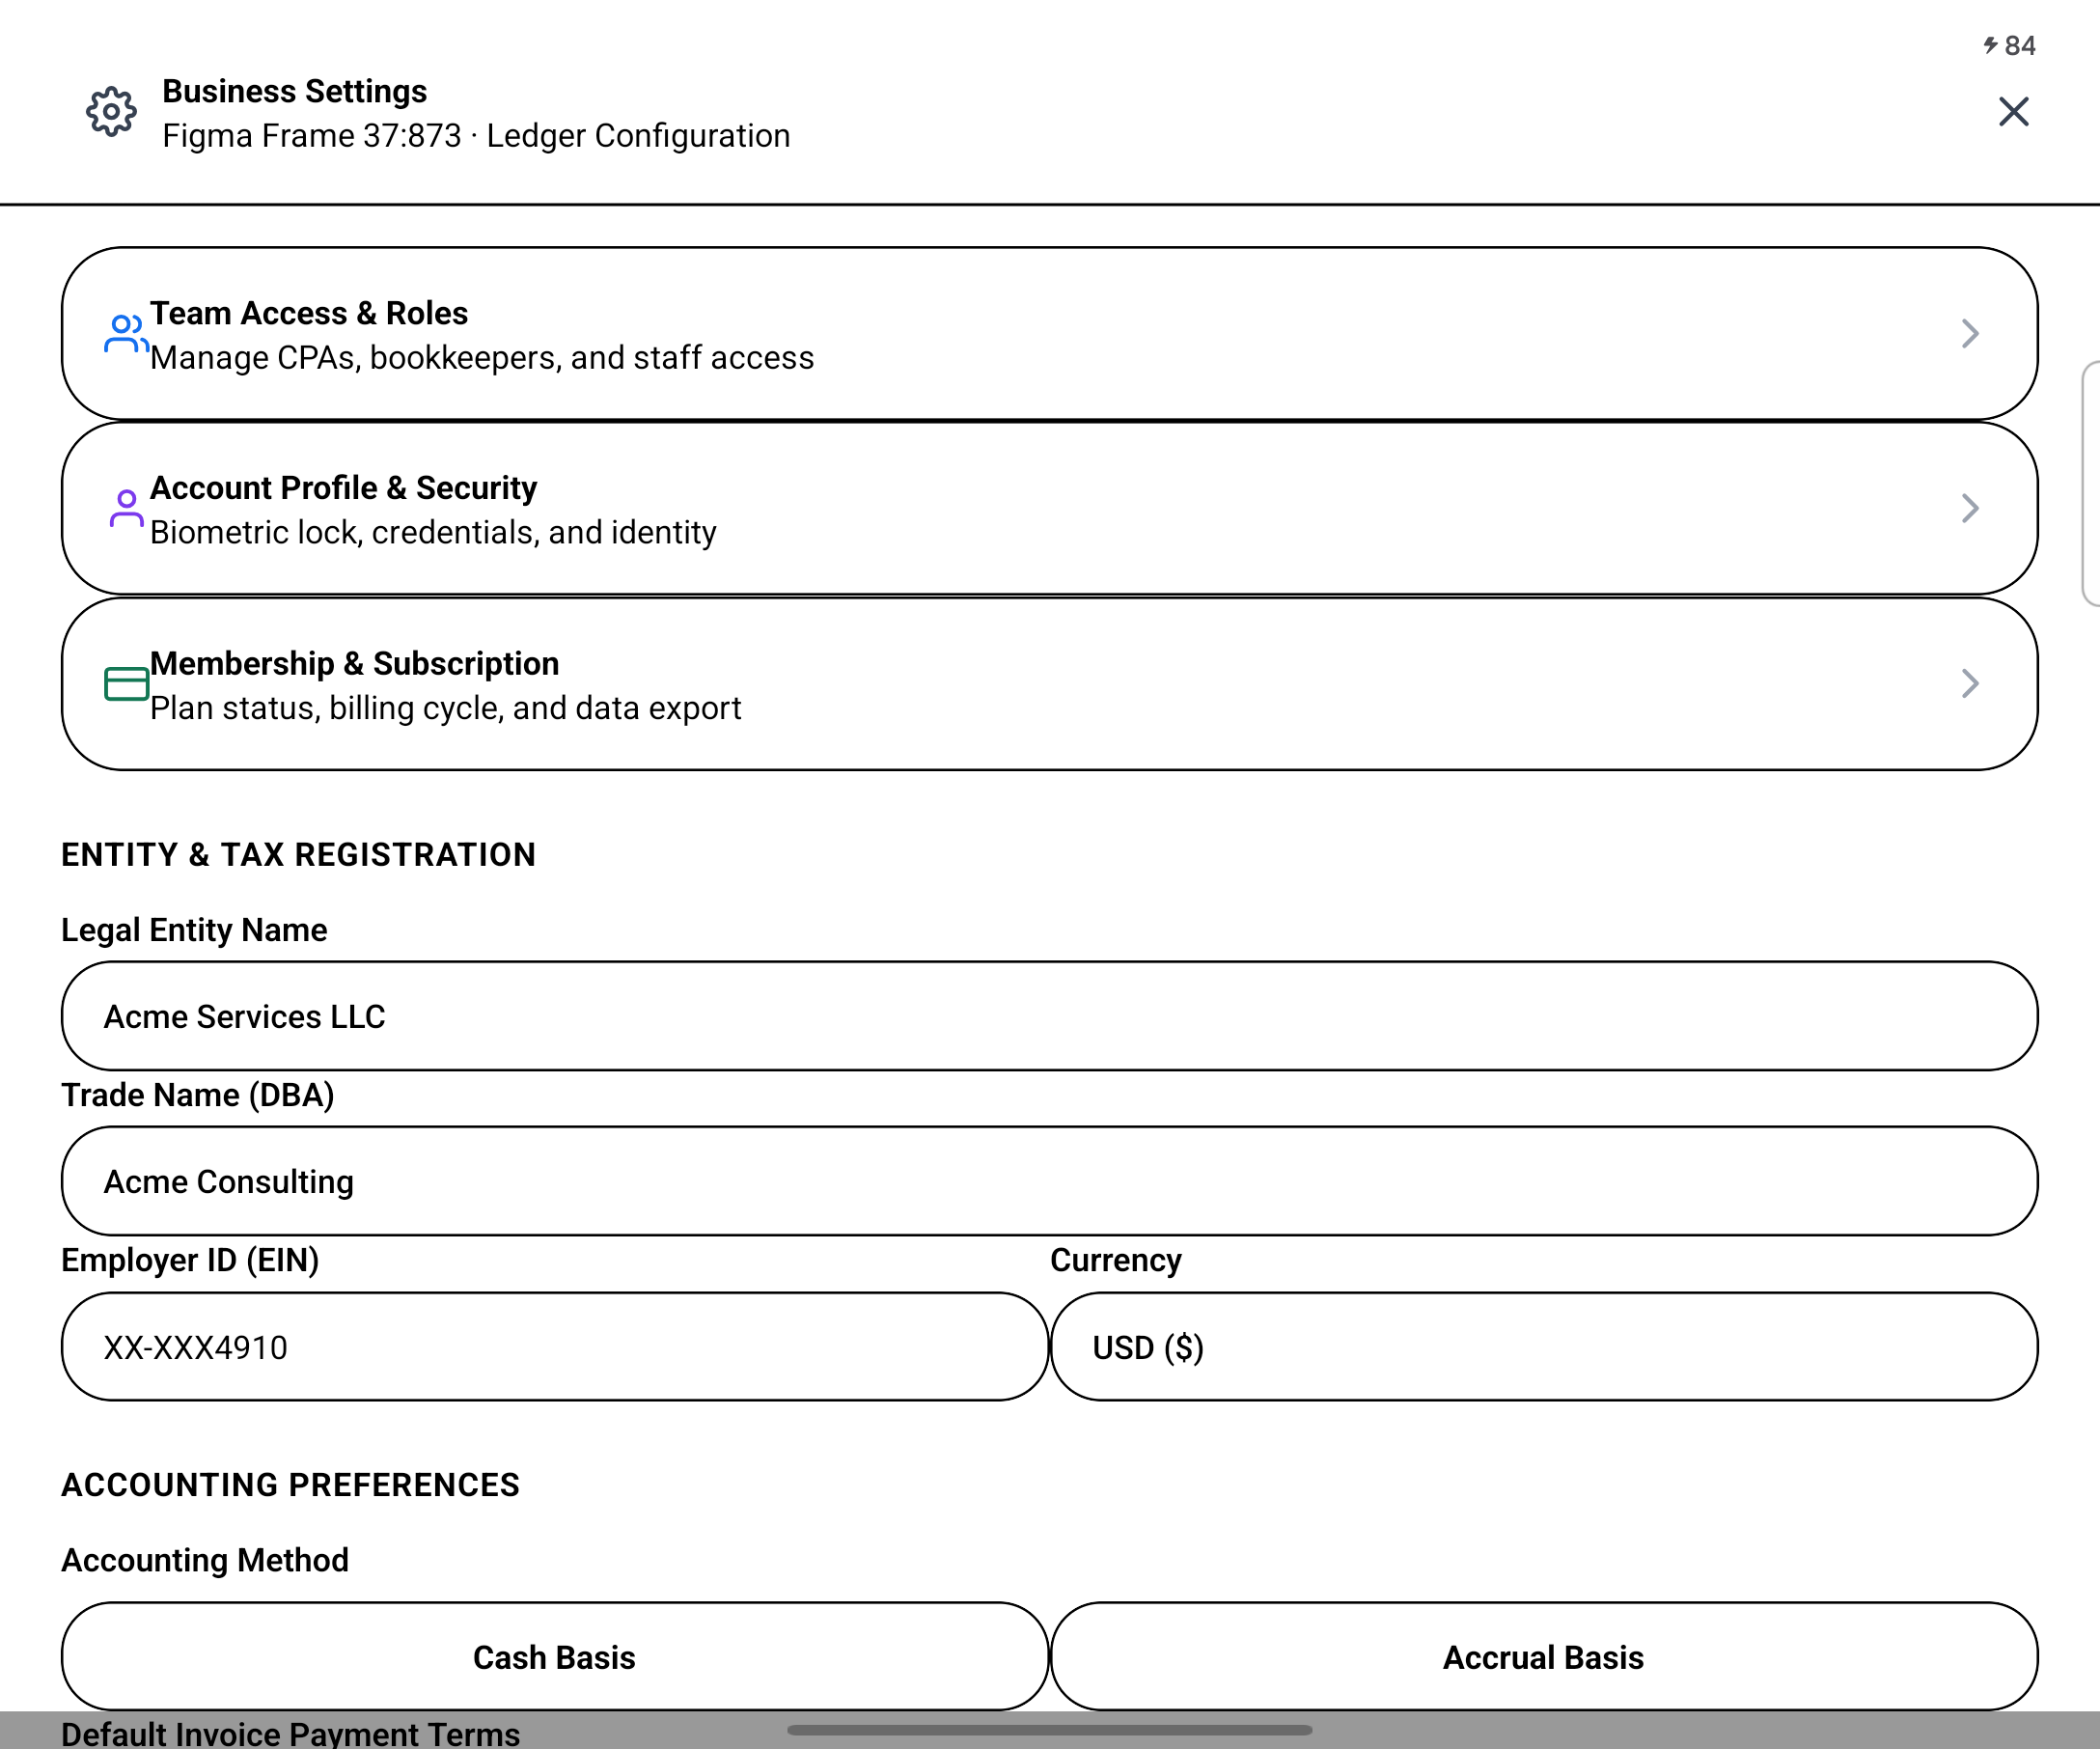 84
Business Settings
Figma Frame 37:873 · Ledger Configuration
Team Access & Roles
Manage CPAs, bookkeepers, and staff access
Account Profile & Security
Biometric lock, credentials, and identity
Membership & Subscription
Plan status, billing cycle, and data export
ENTITY & TAX REGISTRATION
Legal Entity Name
Acme Services LLC
Trade Name (DBA)
Acme Consulting
Employer ID (EIN)
Currency
XX-XXX4910
USD ($)
ACCOUNTING PREFERENCES
Accounting Method
Cash Basis
Accrual Basis
Default Invoice Payment Terms